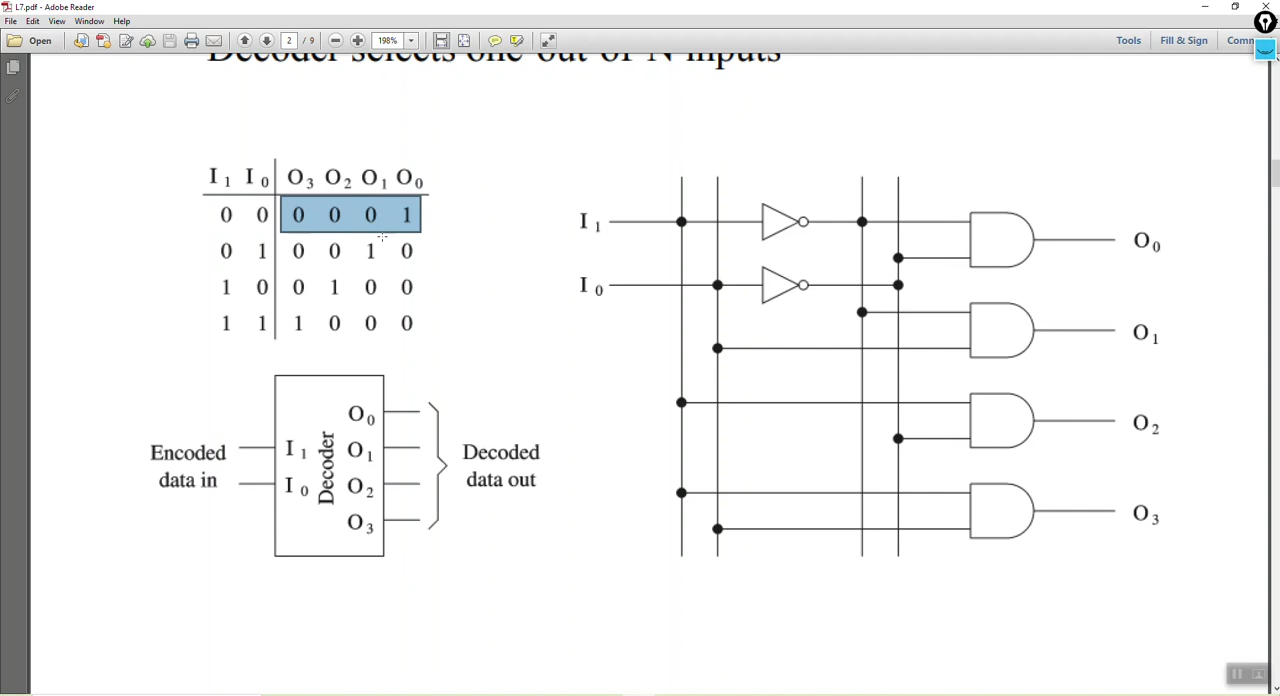 L7.pdf - Adobe Reader
File Edit View Window Help
Open 2 / 9 198% Tools Fill & Sign Comm
Decoder selects one-out-of-N inputs
I1 I0 O3 O2 O1 O0
0 0 0 0 0 1
0 1 0 0 1 0
1 0 0 1 0 0
1 1 1 0 0 0
Encoded
data in
I1
I0
Decoder
O0
O1
O2
O3
Decoded
data out
I1
I0
O0
O1
O2
O3